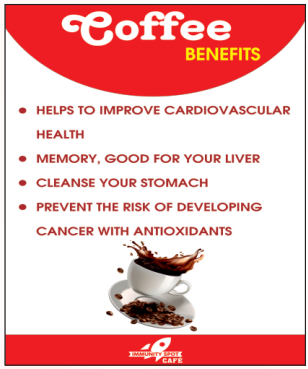 Coffee
BENEFITS
HELPS TO IMPROVE CARDIOVASCULAR
HEALTH
MEMORY, GOOD FOR YOUR LIVER
CLEANSE YOUR STOMACH
PREVENT THE RISK OF DEVELOPING
CANCER WITH ANTIOXIDANTS
IMMUNITY SPOT
CAFÉ